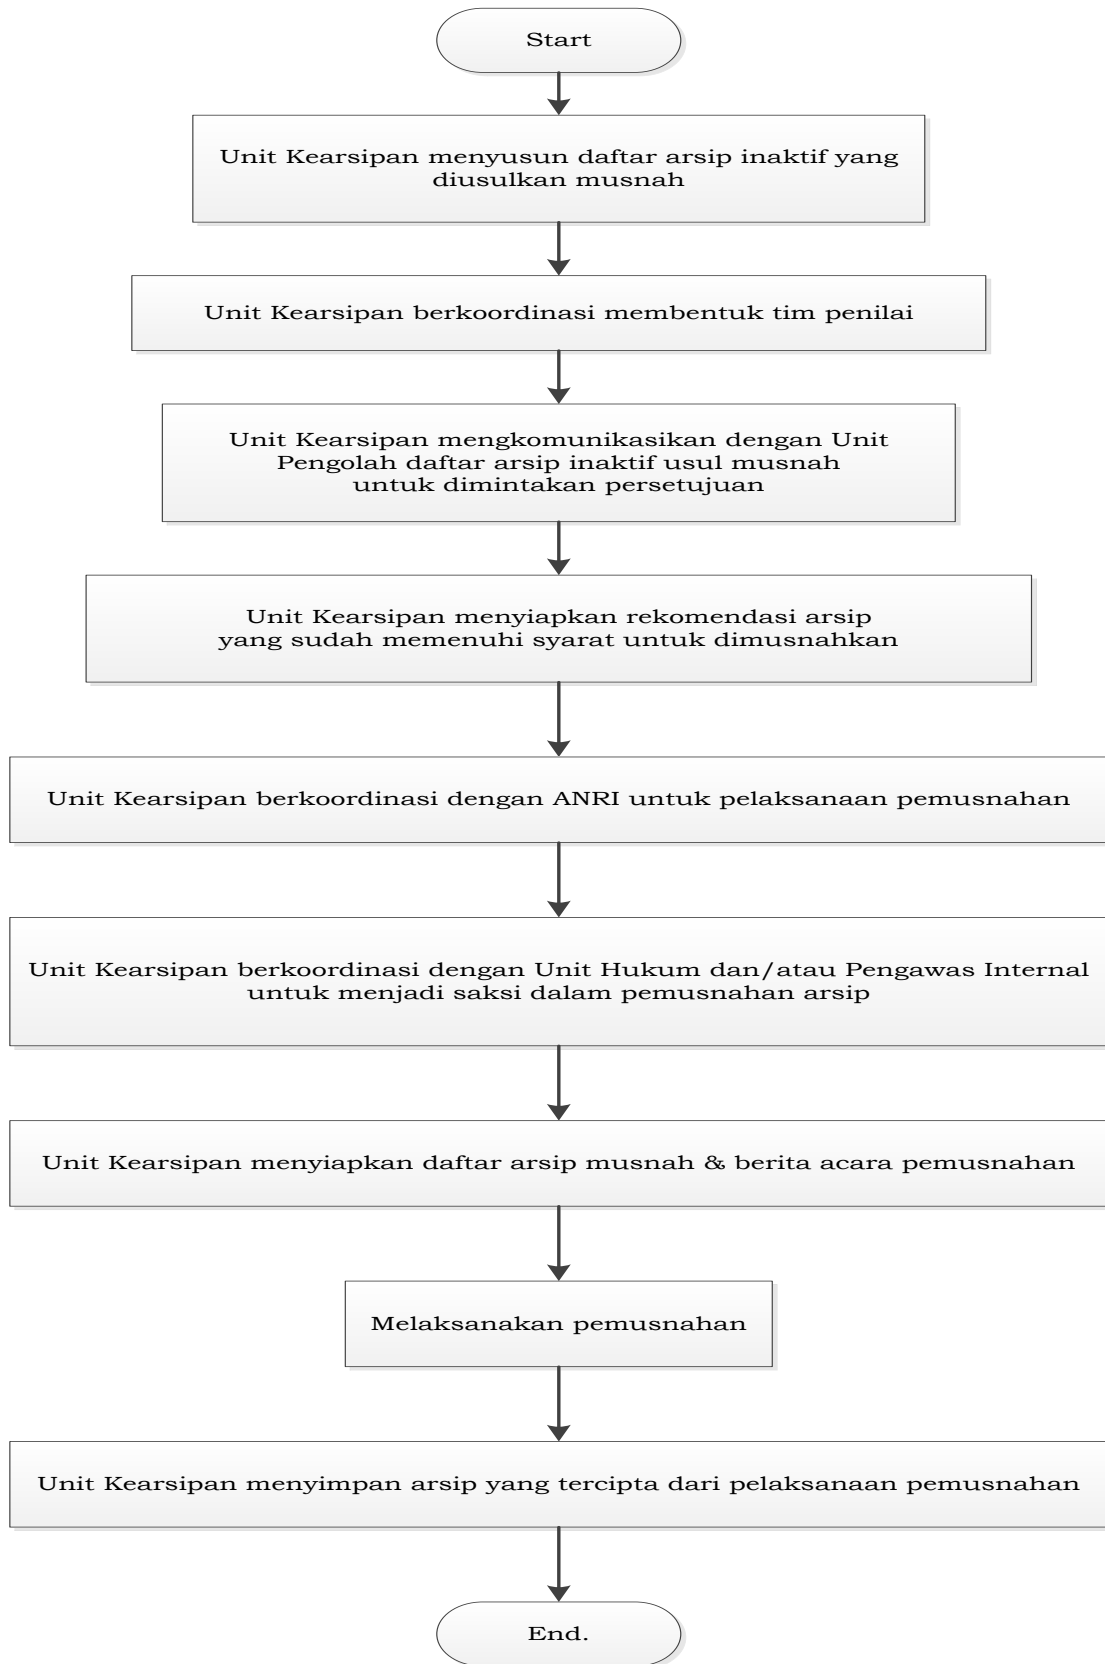 Start
Unit Kearsipan menyusun daftar arsip inaktif yang
diusulkan musnah
Unit Kearsipan berkoordinasi membentuk tim penilai
Unit Kearsipan mengkomunikasikan dengan Unit
Pengolah daftar arsip inaktif usul musnah
untuk dimintakan persetujuan
Unit Kearsipan menyiapkan rekomendasi arsip
yang sudah memenuhi syarat untuk dimusnahkan
Unit Kearsipan berkoordinasi dengan ANRI untuk pelaksanaan pemusnahan
Unit Kearsipan berkoordinasi dengan Unit Hukum dan/atau Pengawas Internal
untuk menjadi saksi dalam pemusnahan arsip
Unit Kearsipan menyiapkan daftar arsip musnah & berita acara pemusnahan
Melaksanakan pemusnahan
Unit Kearsipan menyimpan arsip yang tercipta dari pelaksanaan pemusnahan
End.